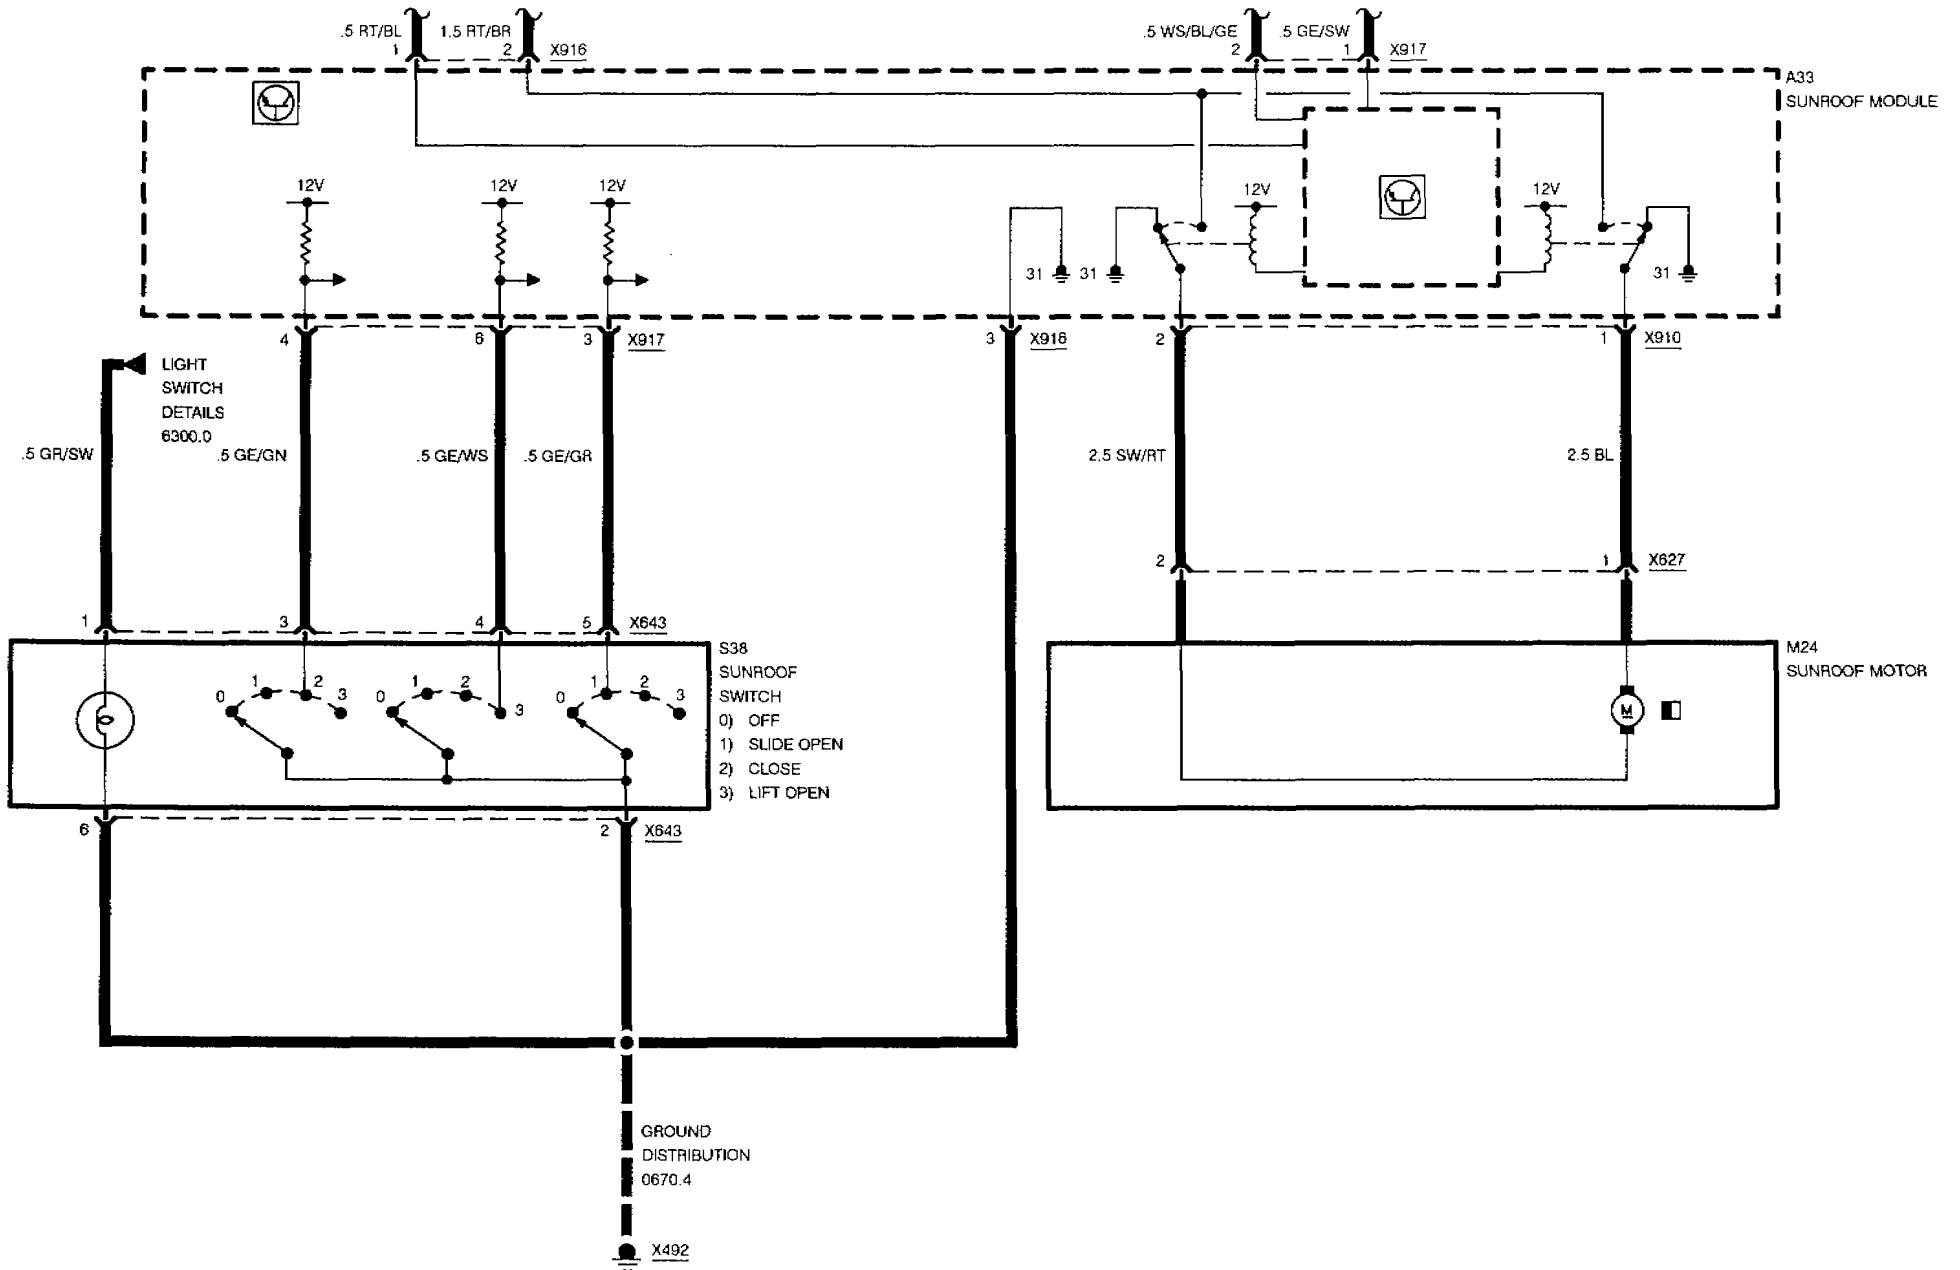 .5 RT/BL 1.5 RT/BR .5 WS/BL/GE .5 GE/SW
1 2 X916 2 1 X917
A33
SUNROOF MODULE
12V 12V 12V 12V 12V
31 31 31
4 6 3 X917 3 X916 2 1 X910
LIGHT
SWITCH
DETAILS
6300.0
.5 GR/SW .5 GE/GN .5 GE/WS .5 GE/GR 2.5 SW/RT 2.5 BL
2 1 X627
1 3 4 5 X643
S38
SUNROOF
SWITCH
0) OFF
1) SLIDE OPEN
2) CLOSE
3) LIFT OPEN
0 1 2 3 0 1 2 3 0 1 2 3
M24
SUNROOF MOTOR
M
6 2 X643
GROUND
DISTRIBUTION
0670.4
X492